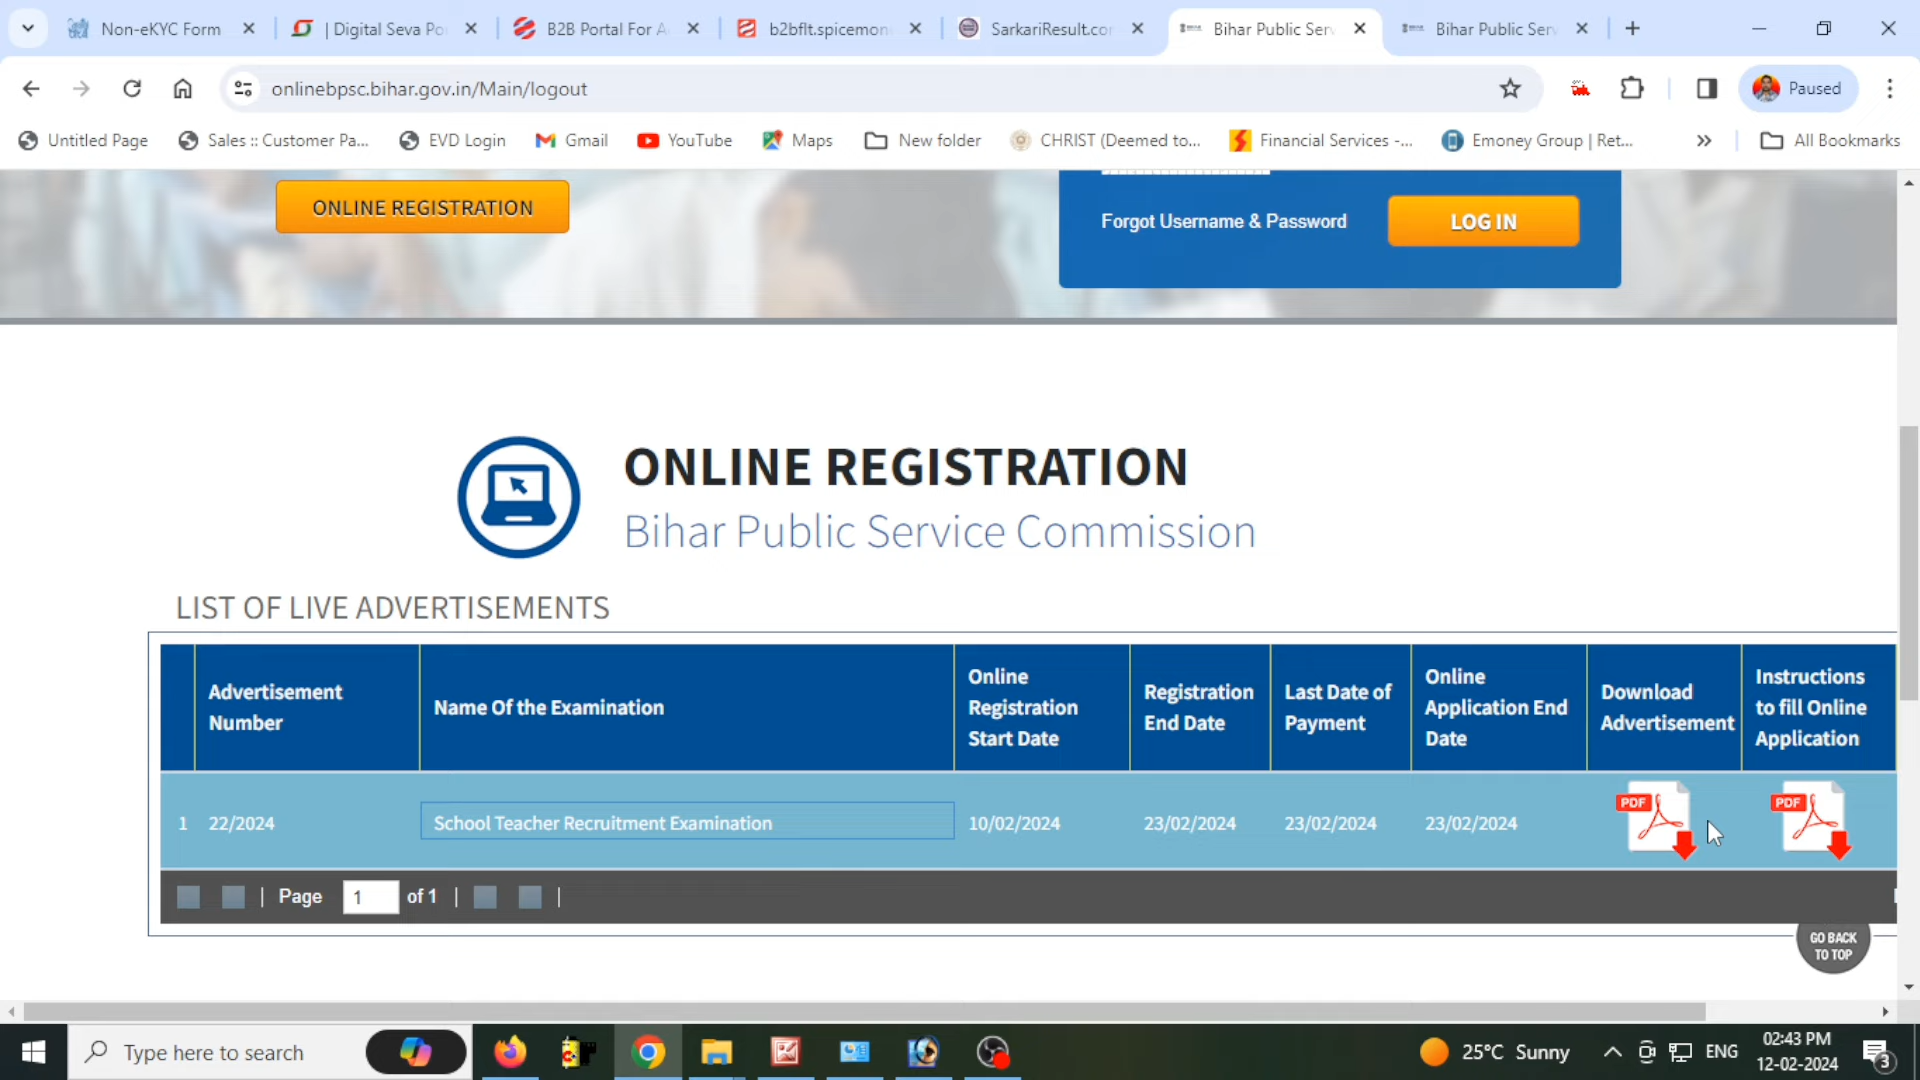 Non-eKYC Form
| Digital Seva Po
B2B Portal For A
b2bflt.spicemon
SarkariResult.co
Bihar Public Ser
Bihar Public Ser
onlinebpsc.bihar.gov.in/Main/logout
Paused
Untitled Page
Sales :: Customer Pa...
EVD Login
Gmail
YouTube
Maps
New folder
CHRIST (Deemed to...
Financial Services -...
Emoney Group | Ret...
All Bookmarks
ONLINE REGISTRATION
Forgot Username & Password
LOG IN
ONLINE REGISTRATION
Bihar Public Service Commission
LIST OF LIVE ADVERTISEMENTS
Advertisement
Number
Name Of the Examination
Online
Registration
Start Date
Registration
End Date
Last Date of
Payment
Online
Application End
Date
Download
Advertisement
Instructions
to fill Online
Application
1 22/2024 School Teacher Recruitment Examination 10/02/2024 23/02/2024 23/02/2024 23/02/2024 PDF PDF
| Page 1 of 1 | |
GO BACK
TO TOP
Type here to search
25°C Sunny
ENG
02:43 PM
12-02-2024
3